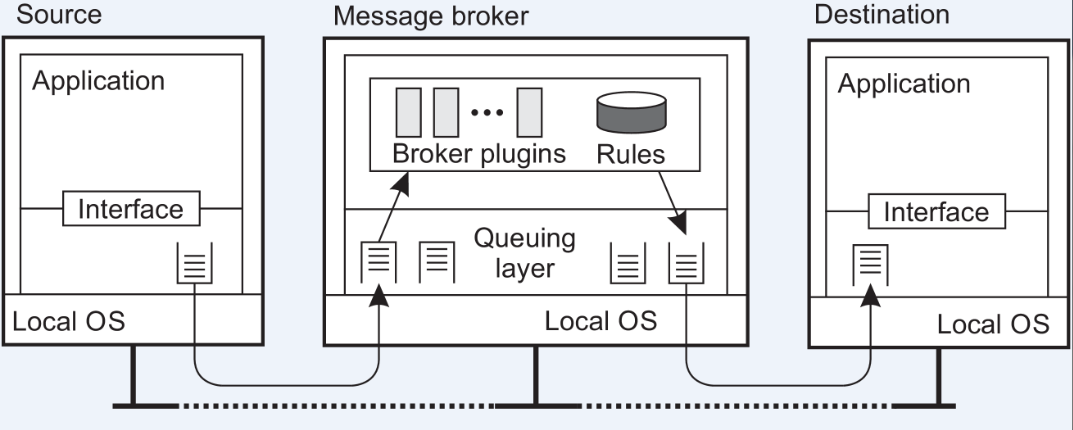 Source
Message broker
Destination
Application
Broker plugins
Rules
Application
Interface
Queuing
layer
Interface
Local OS
Local OS
Local OS